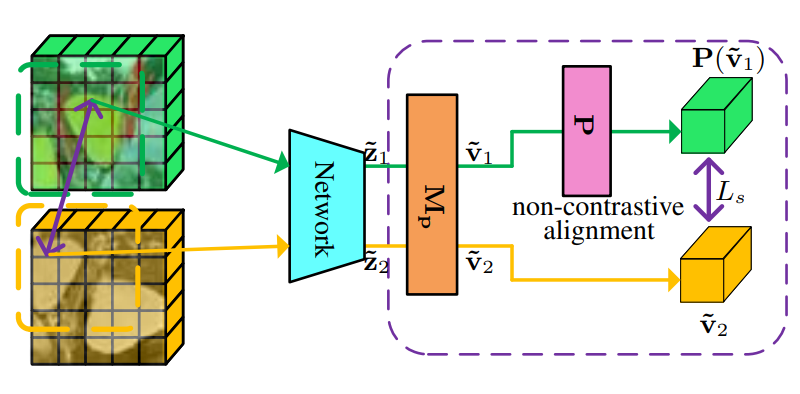 P(ṽ₁)
z̃₁
ṽ₁
P
Network
Mₚ
non-contrastive
alignment
Lₛ
z̃₂
ṽ₂
ṽ₂